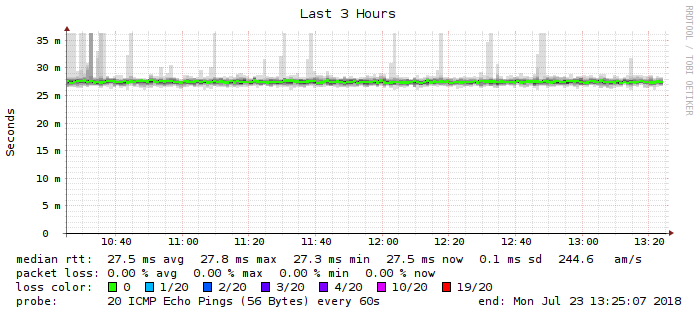 Last 3 Hours
RRDTOOL / TOBI OETIKER
Seconds
35 m
30 m
25 m
20 m
15 m
10 m
5 m
0
10:40 11:00 11:20 11:40 12:00 12:20 12:40 13:00 13:20
median rtt: 27.5 ms avg 27.8 ms max 27.3 ms min 27.5 ms now 0.1 ms sd 244.6 am/s
packet loss: 0.00 % avg 0.00 % max 0.00 % min 0.00 % now
loss color: 0 1/20 2/20 3/20 4/20 10/20 19/20
probe: 20 ICMP Echo Pings (56 Bytes) every 60s end: Mon Jul 23 13:25:07 2018